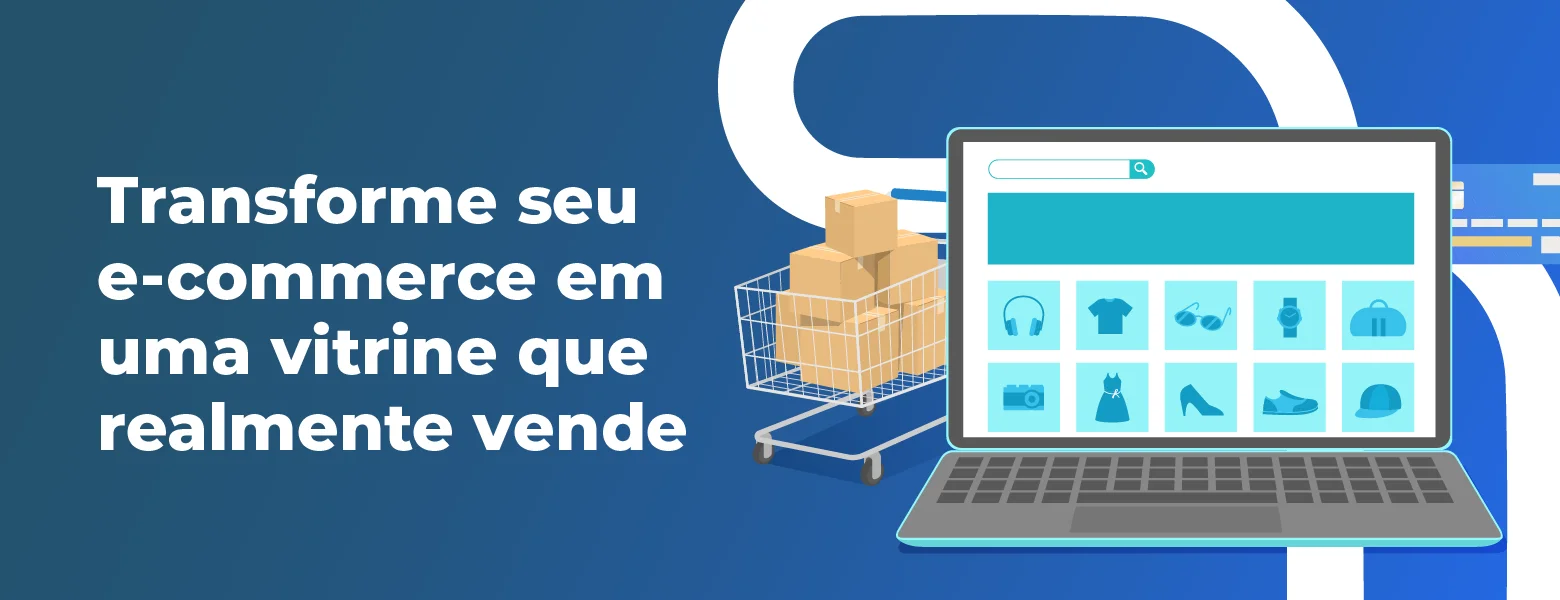 Transforme seu
e-commerce em
uma vitrine que
realmente vende